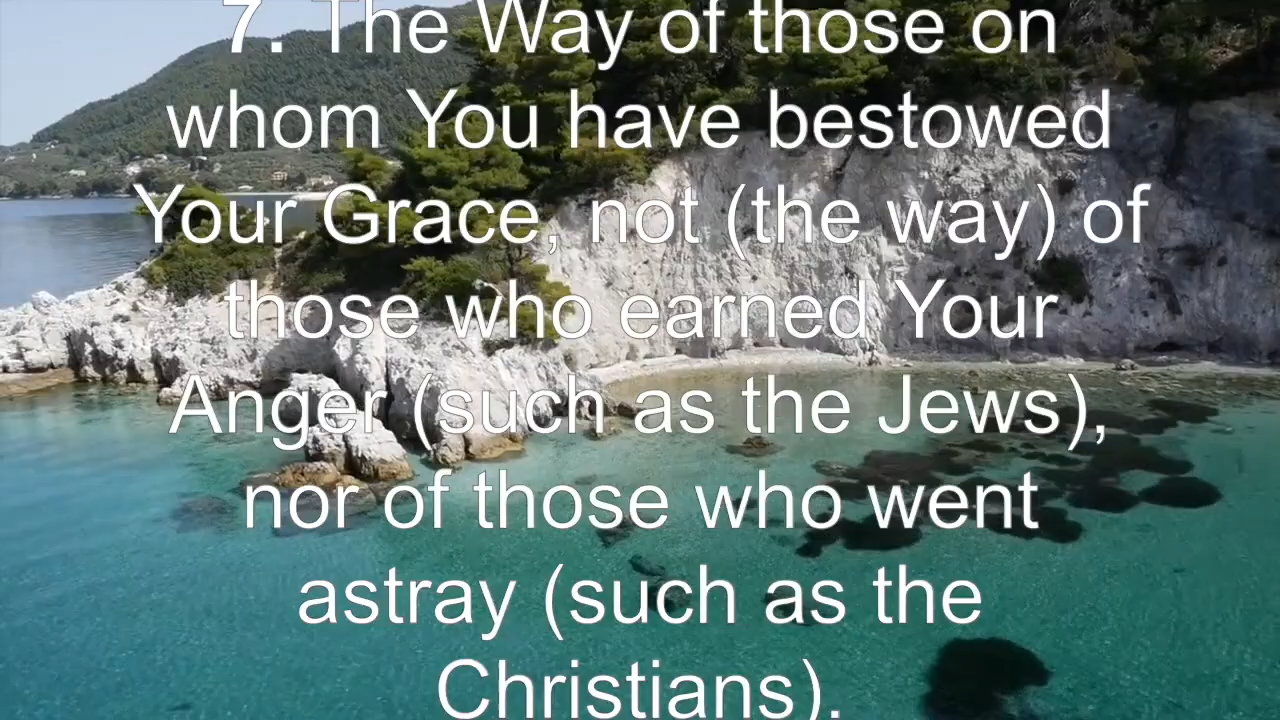 7. The Way of those on
whom You have bestowed
Your Grace, not (the way) of
those who earned Your
Anger (such as the Jews),
nor of those who went
astray (such as the
Christians).